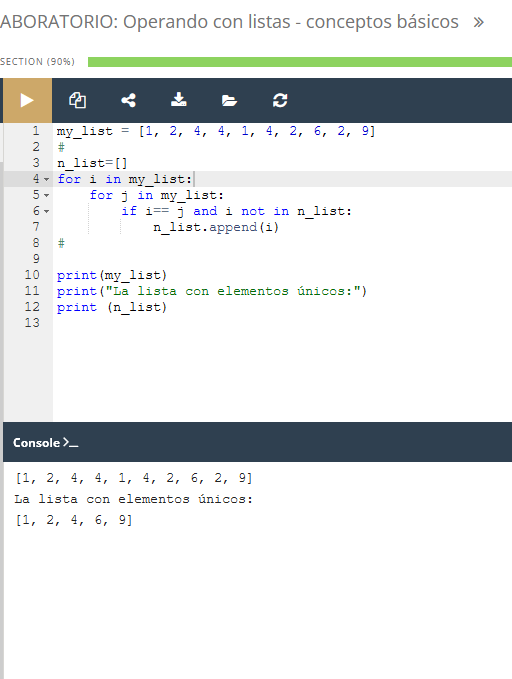 ABORATORIO: Operando con listas - conceptos básicos »
SECTION (90%)
1 my_list = [1, 2, 4, 4, 1, 4, 2, 6, 2, 9]
2 #
3 n_list=[]
4 for i in my_list:
5     for j in my_list:
6         if i== j and i not in n_list:
7             n_list.append(i)
8 #
9
10 print(my_list)
11 print("La lista con elementos únicos:")
12 print (n_list)
13
Console >_
[1, 2, 4, 4, 1, 4, 2, 6, 2, 9]
La lista con elementos únicos:
[1, 2, 4, 6, 9]